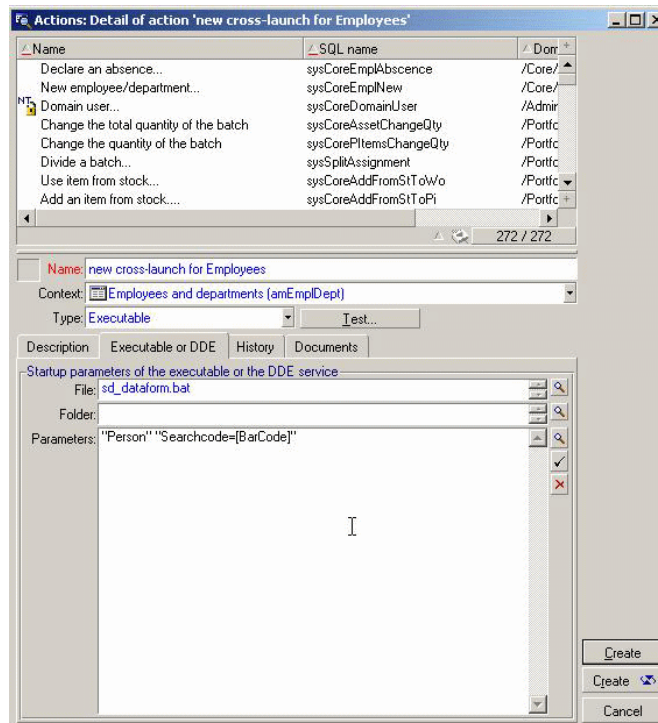 Actions: Detail of action 'new cross-launch for Employees'
Name SQL name Dom
Declare an absence... sysCoreEmplAbscence /Core/
New employee/department... sysCoreEmplNew /Core/
NT Domain user... sysCoreDomainUser /Admir
Change the total quantity of the batch sysCoreAssetChangeQty /Portfc
Change the quantity of the batch sysCorePItemsChangeQty /Portfc
Divide a batch... sysSplitAssignment /Portfc
Use item from stock... sysCoreAddFromStToWo /Portfc
Add an item from stock.... sysCoreAddFromStToPi /Portfc
272 / 272
Name: new cross-launch for Employees
Context: Employees and departments (amEmplDept)
Type: Executable Test...
Description Executable or DDE History Documents
Startup parameters of the executable or the DDE service
File: sd_dataform.bat
Folder:
Parameters: "Person" "Searchcode=[BarCode]"
Create
Create
Cancel